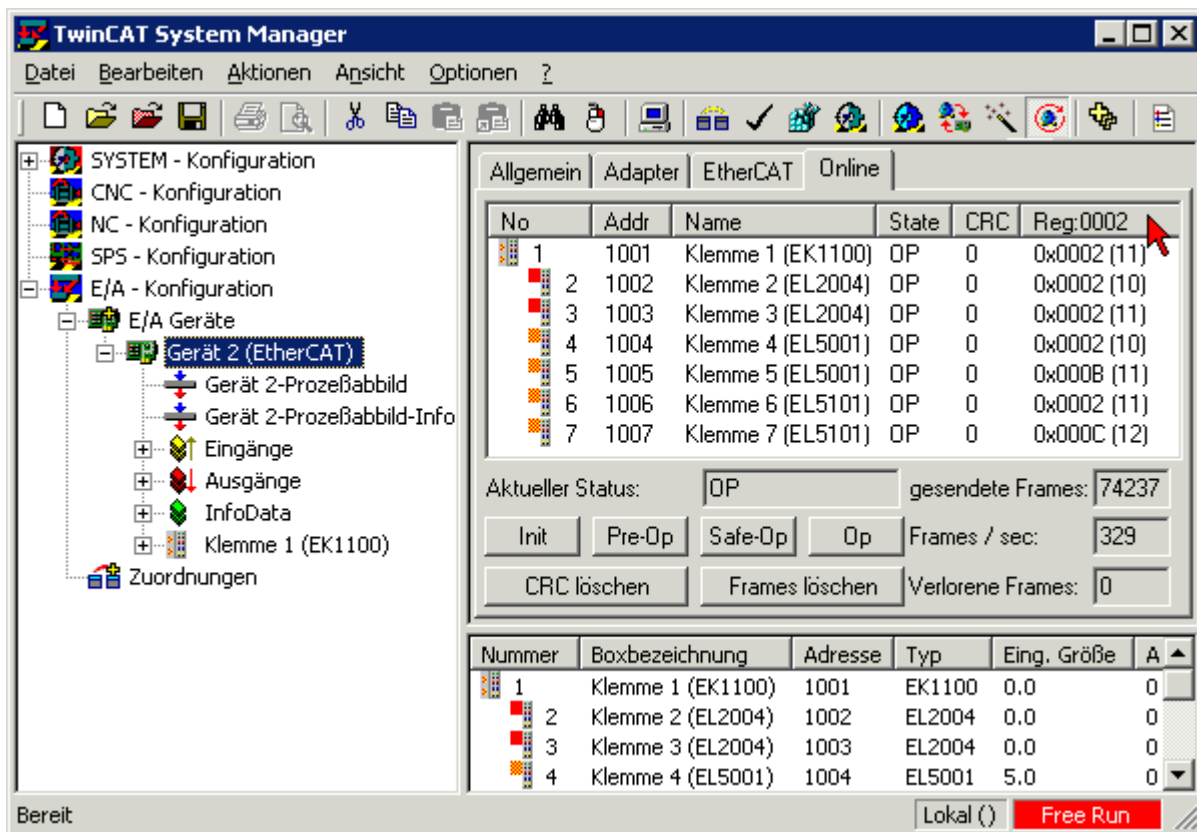 TwinCAT System Manager
Datei Bearbeiten Aktionen Ansicht Optionen ?
SYSTEM - Konfiguration
CNC - Konfiguration
NC - Konfiguration
SPS - Konfiguration
E/A - Konfiguration
E/A Geräte
Gerät 2 (EtherCAT)
Gerät 2-Prozeßabbild
Gerät 2-Prozeßabbild-Info
Eingänge
Ausgänge
InfoData
Klemme 1 (EK1100)
Zuordnungen
Allgemein Adapter EtherCAT Online
No Addr Name State CRC Reg:0002
1 1001 Klemme 1 (EK1100) OP 0 0x0002 (11)
2 1002 Klemme 2 (EL2004) OP 0 0x0002 (10)
3 1003 Klemme 3 (EL2004) OP 0 0x0002 (11)
4 1004 Klemme 4 (EL5001) OP 0 0x0002 (10)
5 1005 Klemme 5 (EL5001) OP 0 0x000B (11)
6 1006 Klemme 6 (EL5101) OP 0 0x0002 (11)
7 1007 Klemme 7 (EL5101) OP 0 0x000C (12)
Aktueller Status: OP gesendete Frames: 74237
Init Pre-Op Safe-Op Op Frames / sec: 329
CRC löschen Frames löschen Verlorene Frames: 0
Nummer Boxbezeichnung Adresse Typ Eing. Größe A
1 Klemme 1 (EK1100) 1001 EK1100 0.0 0
2 Klemme 2 (EL2004) 1002 EL2004 0.0 0
3 Klemme 3 (EL2004) 1003 EL2004 0.0 0
4 Klemme 4 (EL5001) 1004 EL5001 5.0 0
Bereit Lokal () Free Run